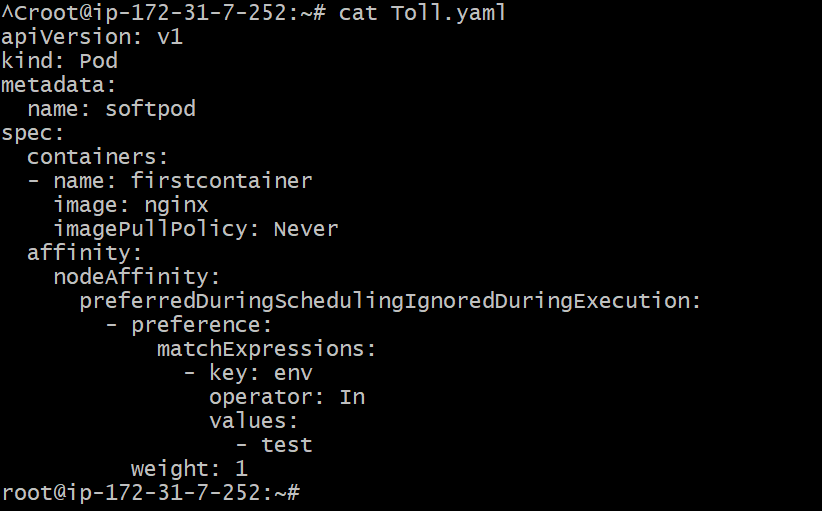 ^Croot@ip-172-31-7-252:~# cat Toll.yaml
apiVersion: v1
kind: Pod
metadata:
  name: softpod
spec:
  containers:
  - name: firstcontainer
    image: nginx
    imagePullPolicy: Never
  affinity:
    nodeAffinity:
      preferredDuringSchedulingIgnoredDuringExecution:
        - preference:
            matchExpressions:
              - key: env
                operator: In
                values:
                  - test
          weight: 1
root@ip-172-31-7-252:~#